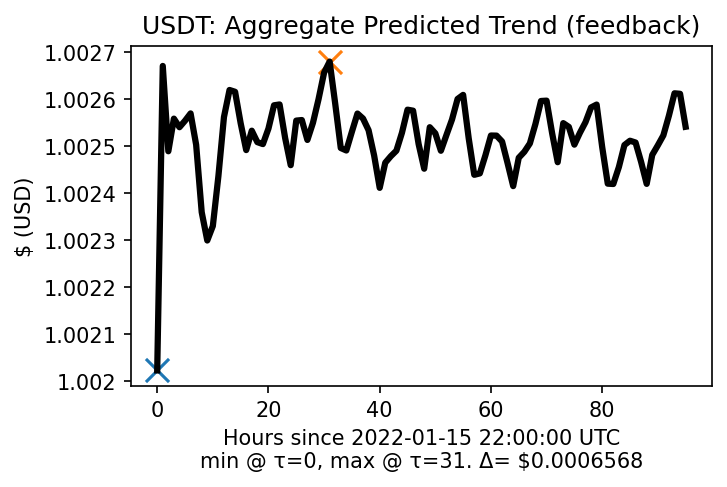 USDT: Aggregate Predicted Trend (feedback)
$ (USD)
1.0027
1.0026
1.0025
1.0024
1.0023
1.0022
1.0021
1.002
0 20 40 60 80
Hours since 2022-01-15 22:00:00 UTC
min @ τ=0, max @ τ=31. Δ= $0.0006568